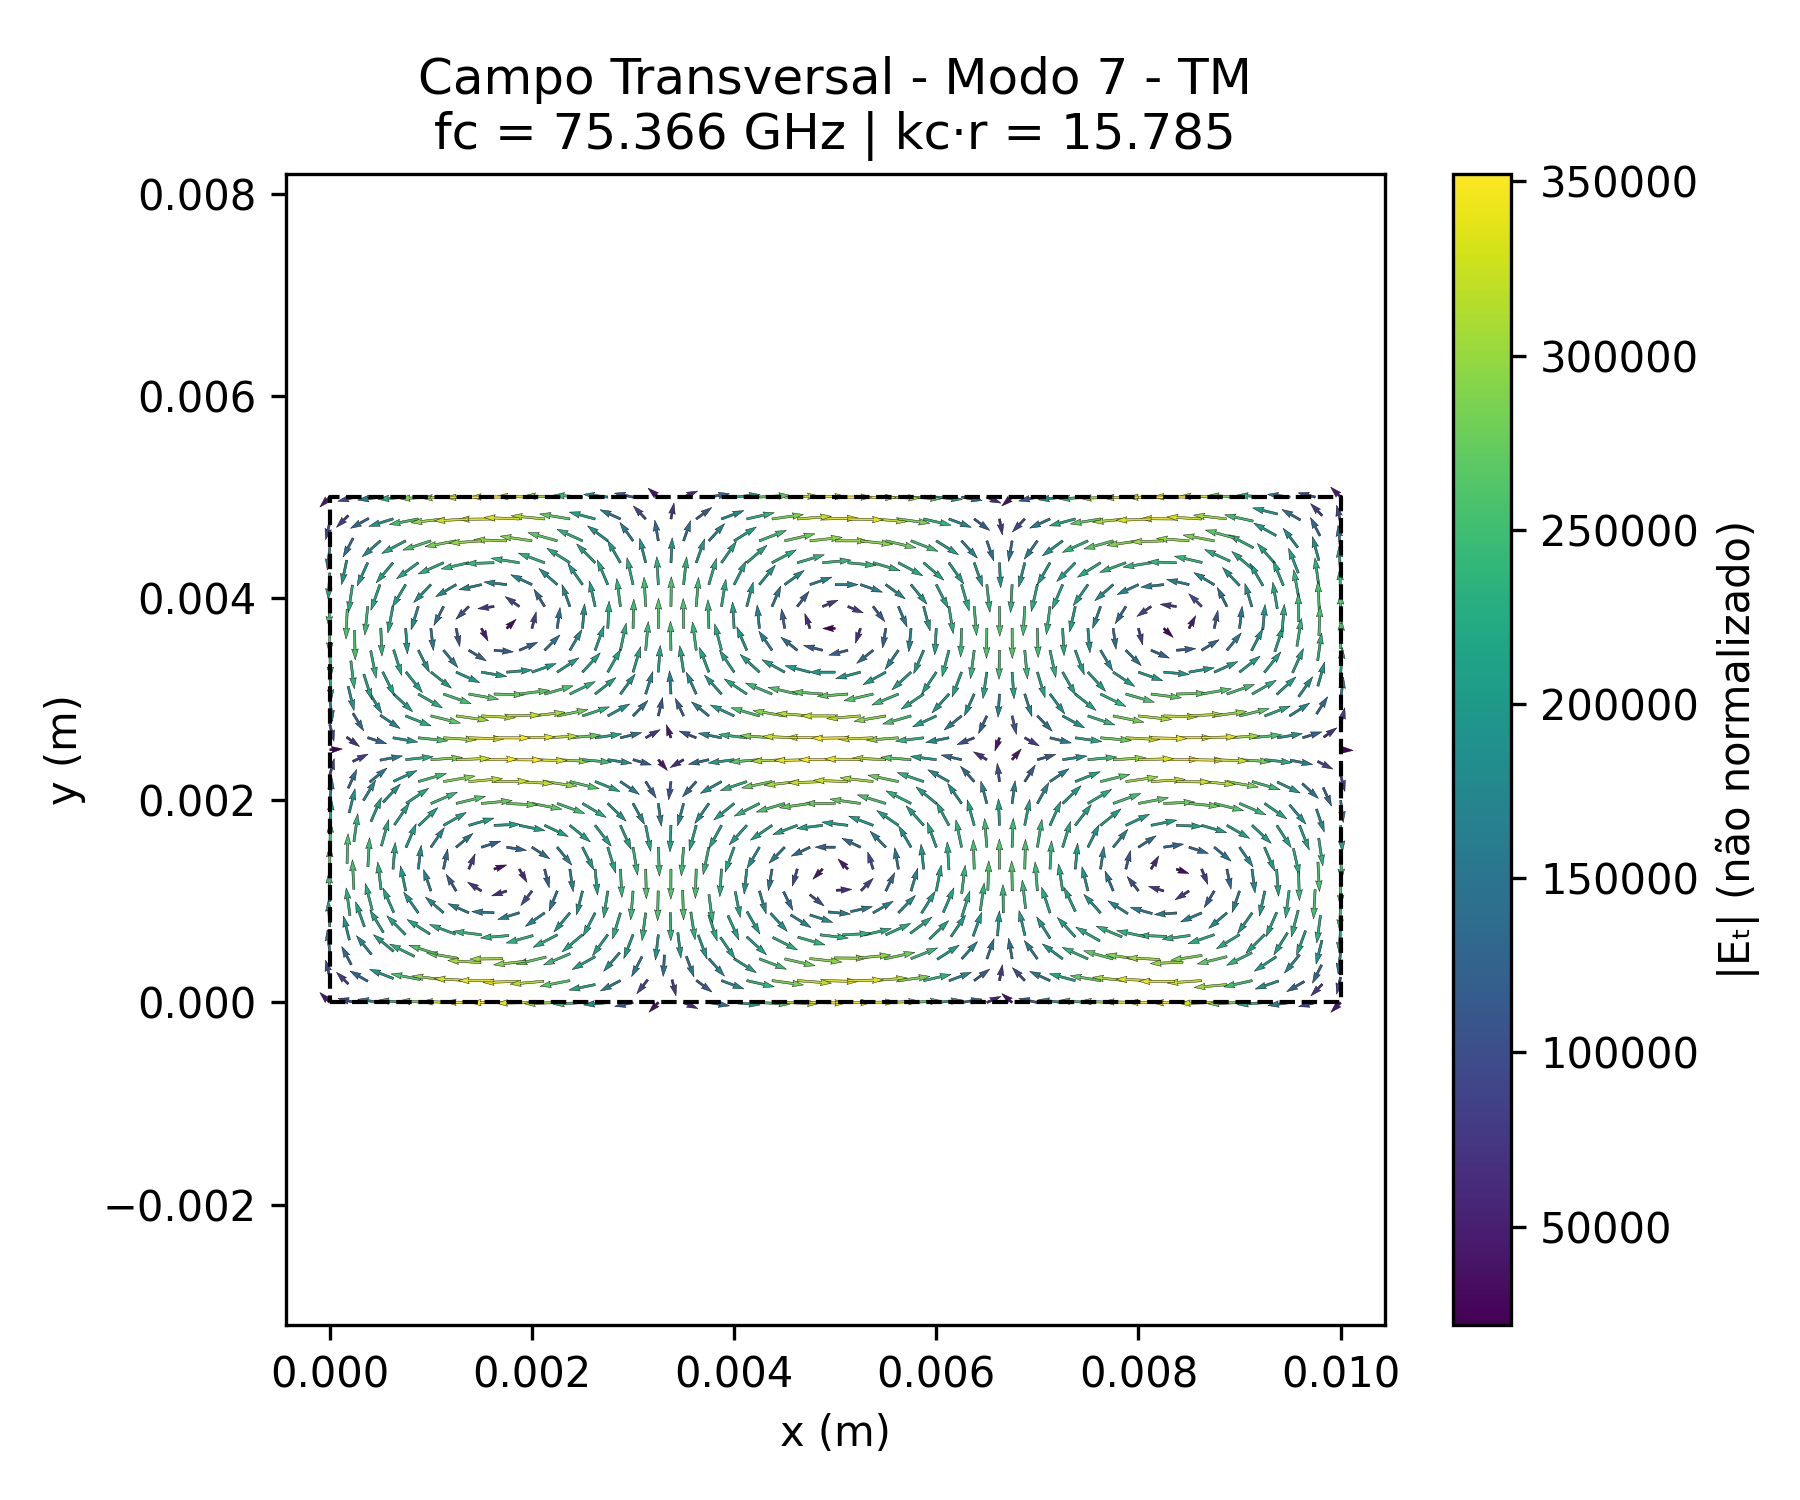 Campo Transversal - Modo 7 - TM
fc = 75.366 GHz | kc·r = 15.785
0.008
0.006
0.004
0.002
0.000
−0.002
y (m)
0.000 0.002 0.004 0.006 0.008 0.010
x (m)
350000
300000
250000
200000
150000
100000
50000
|Eₜ| (não normalizado)